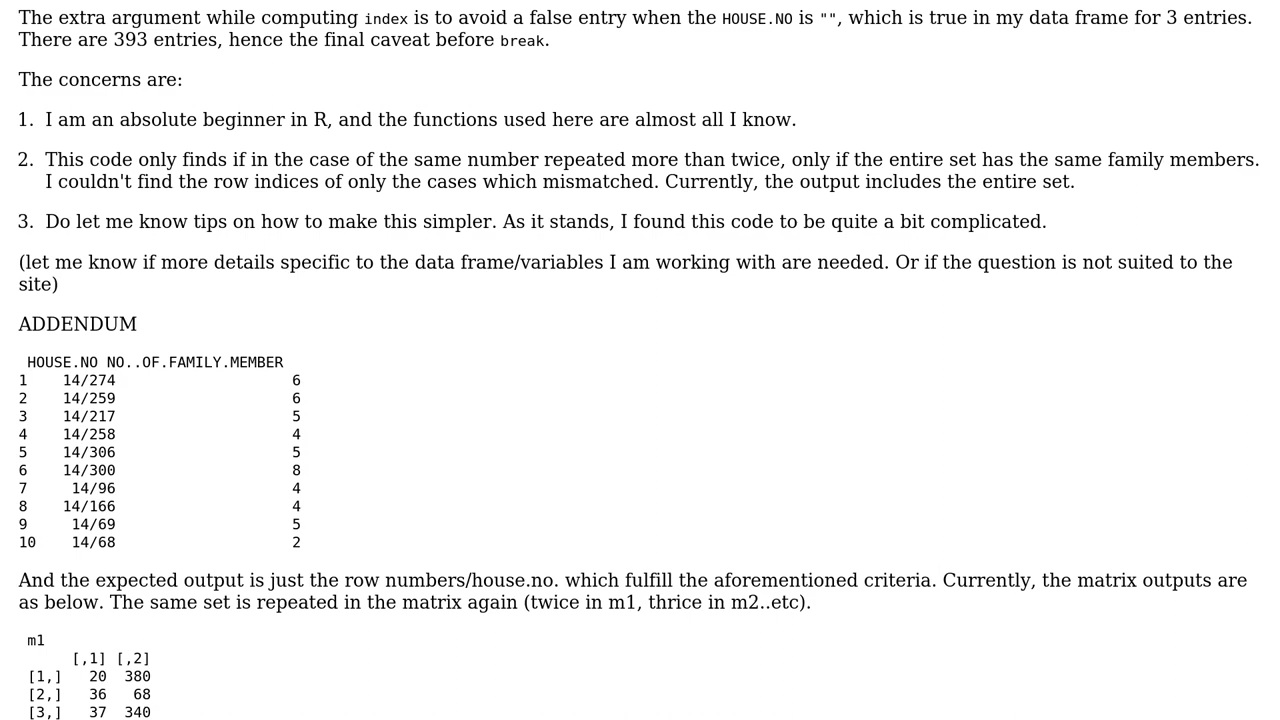 The extra argument while computing index is to avoid a false entry when the HOUSE.NO is "", which is true in my data frame for 3 entries.
There are 393 entries, hence the final caveat before break.
The concerns are:
1. I am an absolute beginner in R, and the functions used here are almost all I know.
2. This code only finds if in the case of the same number repeated more than twice, only if the entire set has the same family members.
I couldn't find the row indices of only the cases which mismatched. Currently, the output includes the entire set.
3. Do let me know tips on how to make this simpler. As it stands, I found this code to be quite a bit complicated.
(let me know if more details specific to the data frame/variables I am working with are needed. Or if the question is not suited to the
site)
ADDENDUM
HOUSE.NO NO..OF.FAMILY.MEMBER
1 14/274 6
2 14/259 6
3 14/217 5
4 14/258 4
5 14/306 5
6 14/300 8
7 14/96 4
8 14/166 4
9 14/69 5
10 14/68 2
And the expected output is just the row numbers/house.no. which fulfill the aforementioned criteria. Currently, the matrix outputs are
as below. The same set is repeated in the matrix again (twice in m1, thrice in m2..etc).
m1
[,1] [,2]
[1,] 20 380
[2,] 36 68
[3,] 37 340